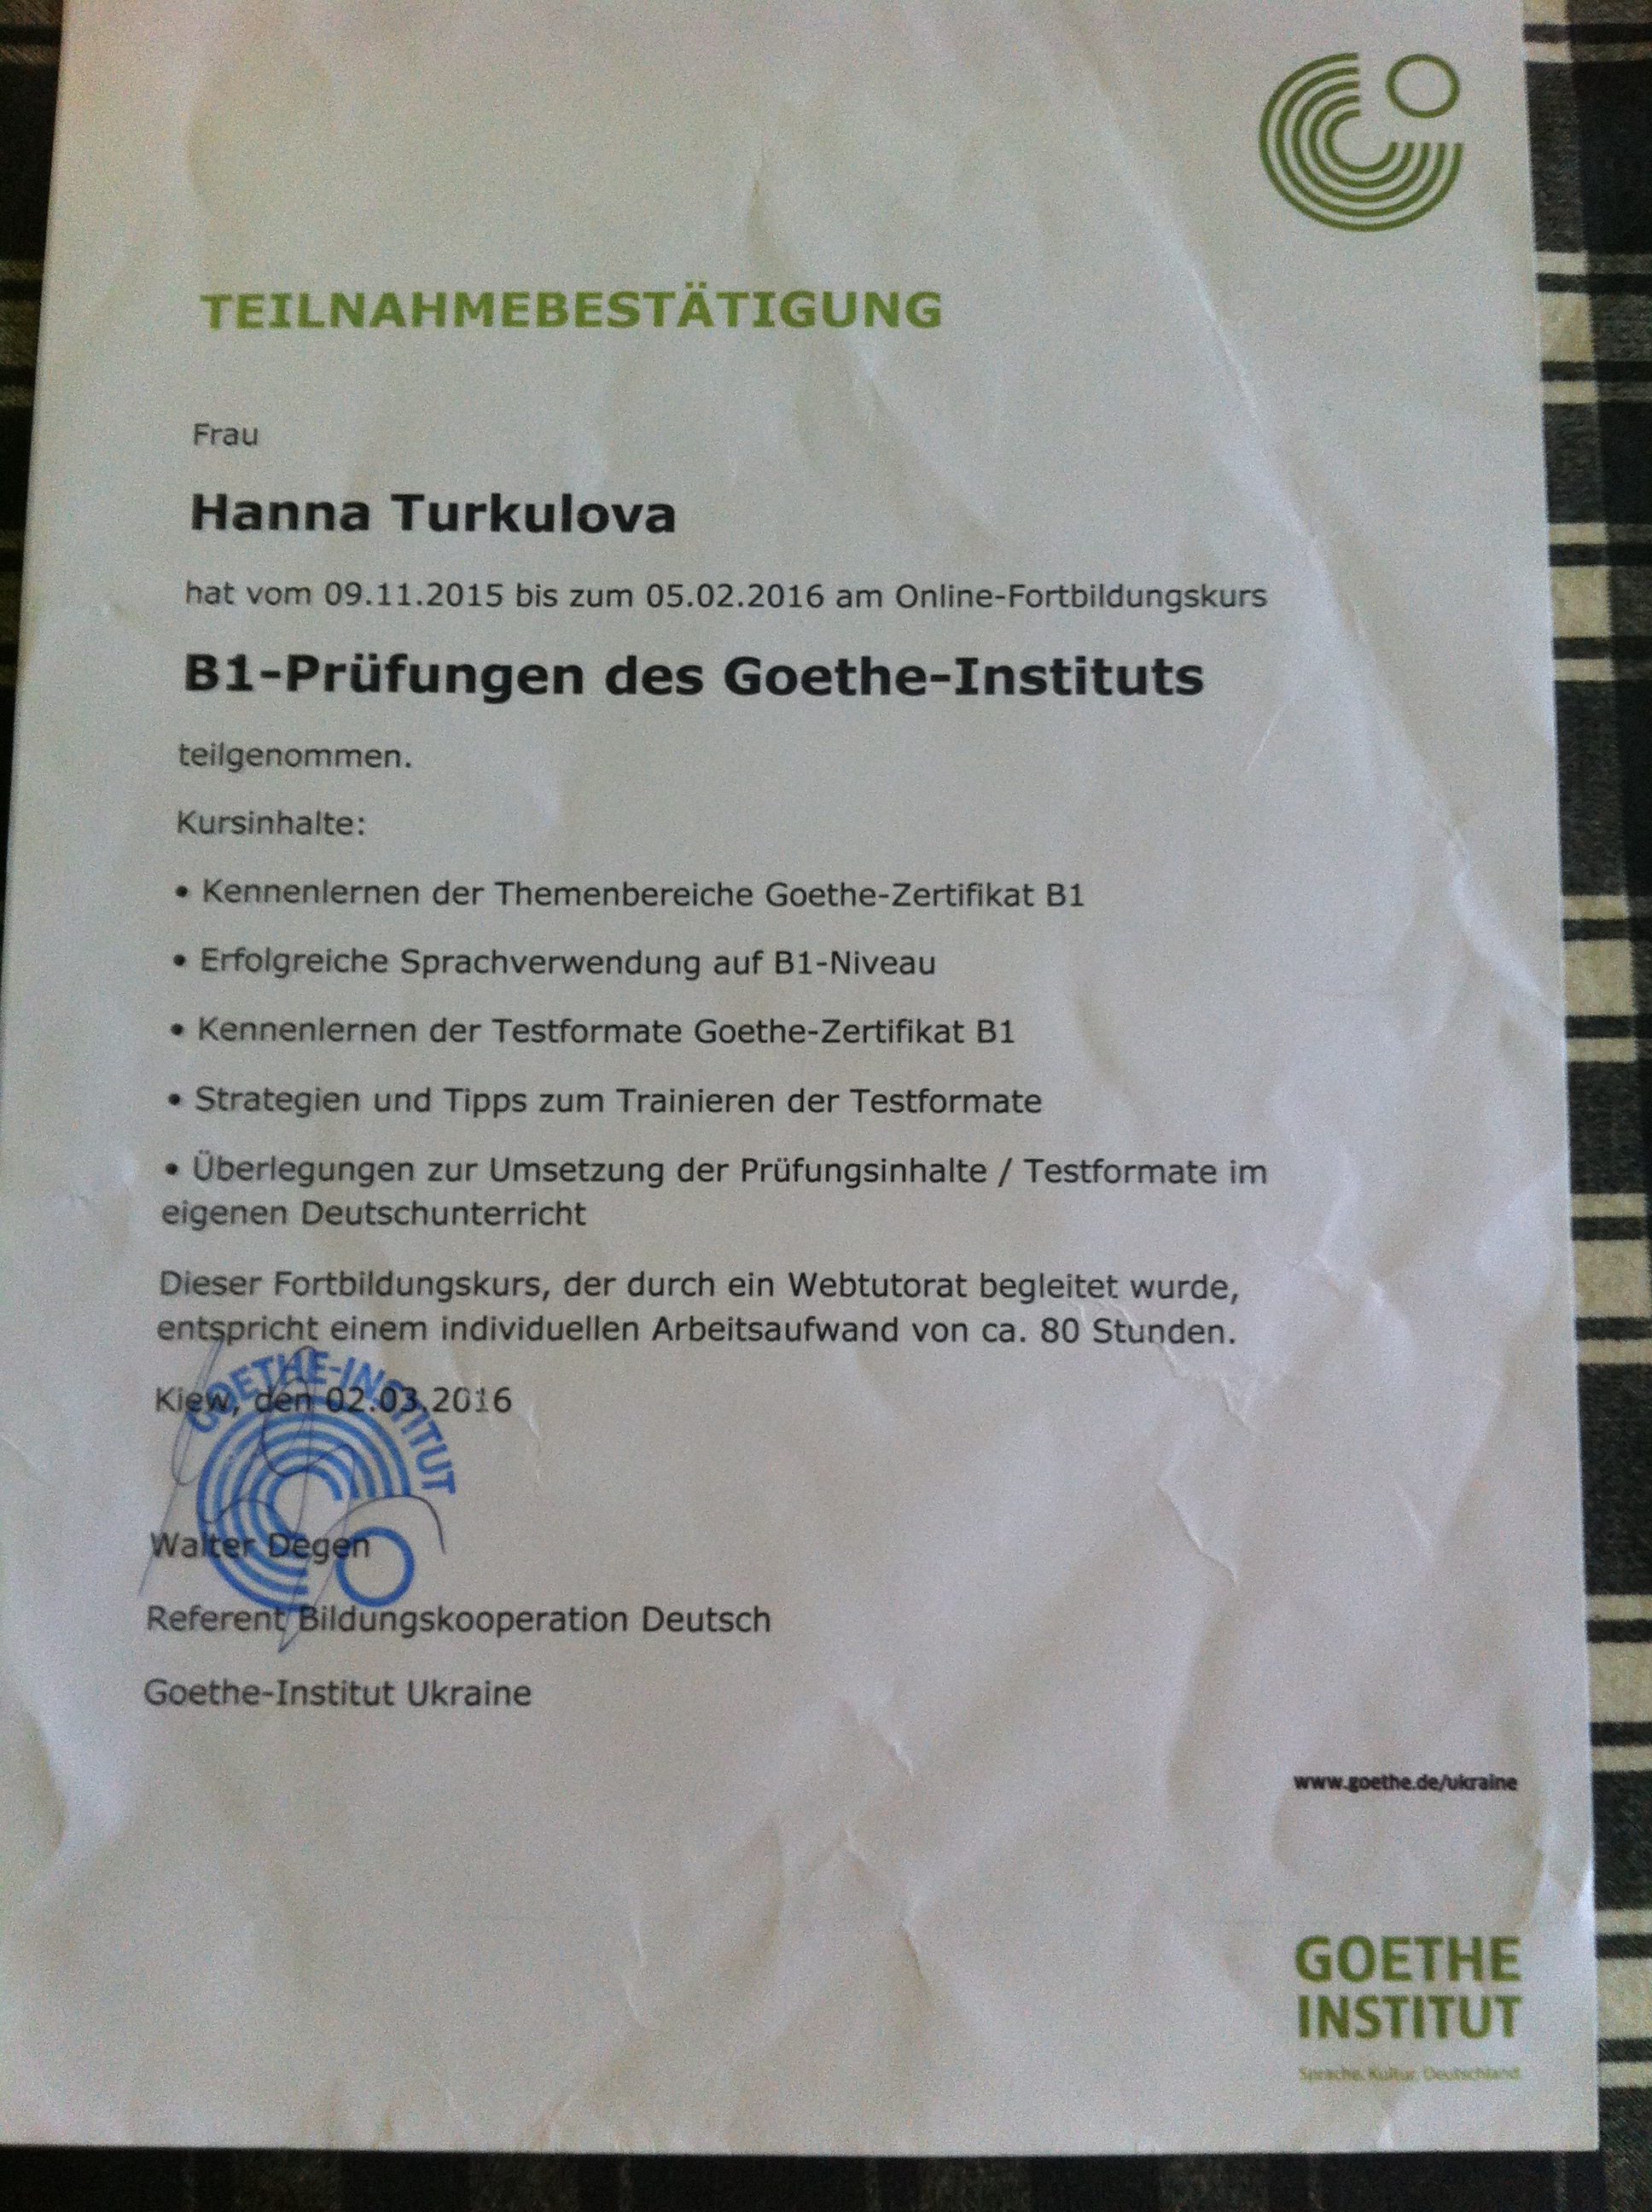 TEILNAHMEBESTÄTIGUNG
Frau
Hanna Turkulova
hat vom 09.11.2015 bis zum 05.02.2016 am Online-Fortbildungskurs
B1-Prüfungen des Goethe-Instituts
teilgenommen.
Kursinhalte:
• Kennenlernen der Themenbereiche Goethe-Zertifikat B1
• Erfolgreiche Sprachverwendung auf B1-Niveau
• Kennenlernen der Testformate Goethe-Zertifikat B1
• Strategien und Tipps zum Trainieren der Testformate
• Überlegungen zur Umsetzung der Prüfungsinhalte / Testformate im
eigenen Deutschunterricht
Dieser Fortbildungskurs, der durch ein Webtutorat begleitet wurde,
entspricht einem individuellen Arbeitsaufwand von ca. 80 Stunden.
GOETHE-INSTITUT
Kiew, den 02.03.2016
Walter Degen
Referent Bildungskooperation Deutsch
Goethe-Institut Ukraine
www.goethe.de/ukraine
GOETHE
INSTITUT
Sprache. Kultur. Deutschland.